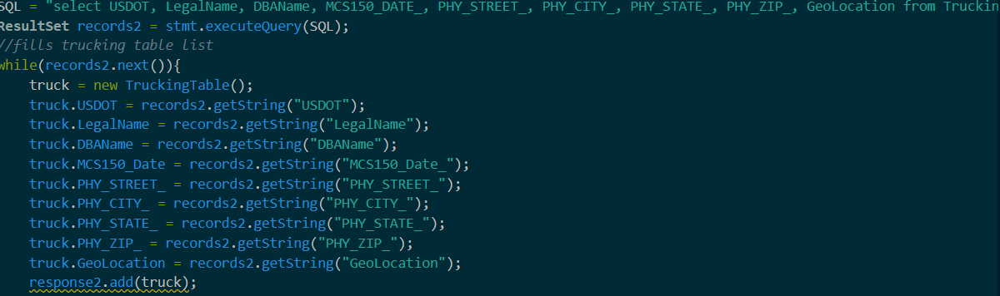 SQL = "select USDOT, LegalName, DBAName, MCS150_DATE_, PHY_STREET_, PHY_CITY_, PHY_STATE_, PHY_ZIP_, GeoLocation from Truckin
ResultSet records2 = stmt.executeQuery(SQL);
//fills trucking table list
while(records2.next()){
    truck = new TruckingTable();
    truck.USDOT = records2.getString("USDOT");
    truck.LegalName = records2.getString("LegalName");
    truck.DBAName = records2.getString("DBAName");
    truck.MCS150_Date = records2.getString("MCS150_Date_");
    truck.PHY_STREET_ = records2.getString("PHY_STREET_");
    truck.PHY_CITY_ = records2.getString("PHY_CITY_");
    truck.PHY_STATE_ = records2.getString("PHY_STATE_");
    truck.PHY_ZIP_ = records2.getString("PHY_ZIP_");
    truck.GeoLocation = records2.getString("GeoLocation");
    response2.add(truck);